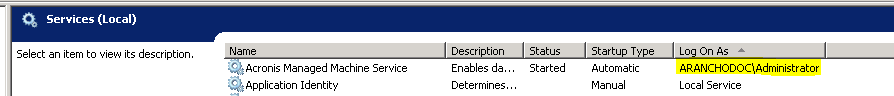 Services (Local)
Select an item to view its description.
Name Description Status Startup Type Log On As
Acronis Managed Machine Service Enables da... Started Automatic ARANCHODOC\Administrator
Application Identity Determines... Manual Local Service